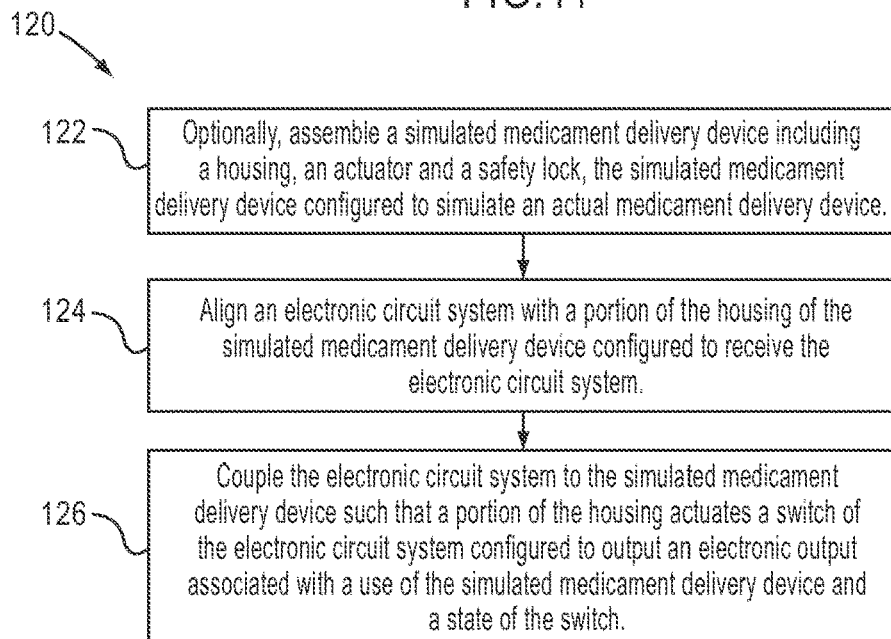 120
122
Optionally, assemble a simulated medicament delivery device including
a housing, an actuator and a safety lock, the simulated medicament
delivery device configured to simulate an actual medicament delivery device.
124
Align an electronic circuit system with a portion of the housing of the
simulated medicament delivery device configured to receive the
electronic circuit system.
126
Couple the electronic circuit system to the simulated medicament
delivery device such that a portion of the housing actuates a switch of
the electronic circuit system configured to output an electronic output
associated with a use of the simulated medicament delivery device and
a state of the switch.